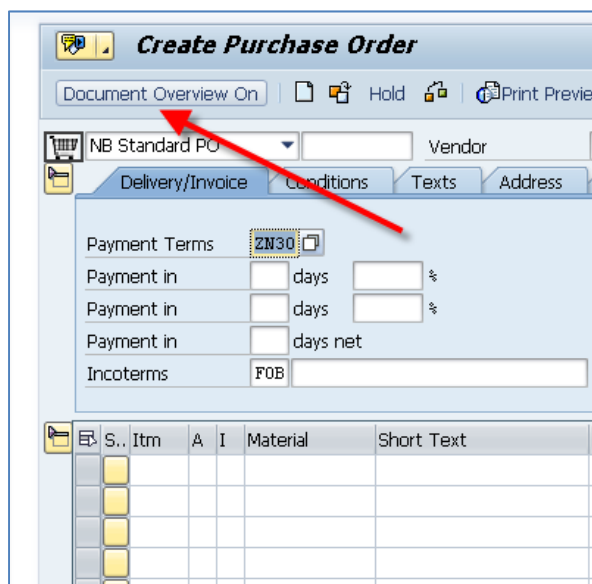 Create Purchase Order
Document Overview On Hold Print Previe
NB Standard PO Vendor
Delivery/Invoice Conditions Texts Address
Payment Terms ZN30
Payment in days %
Payment in days %
Payment in days net
Incoterms FOB
S.. Itm A I Material Short Text